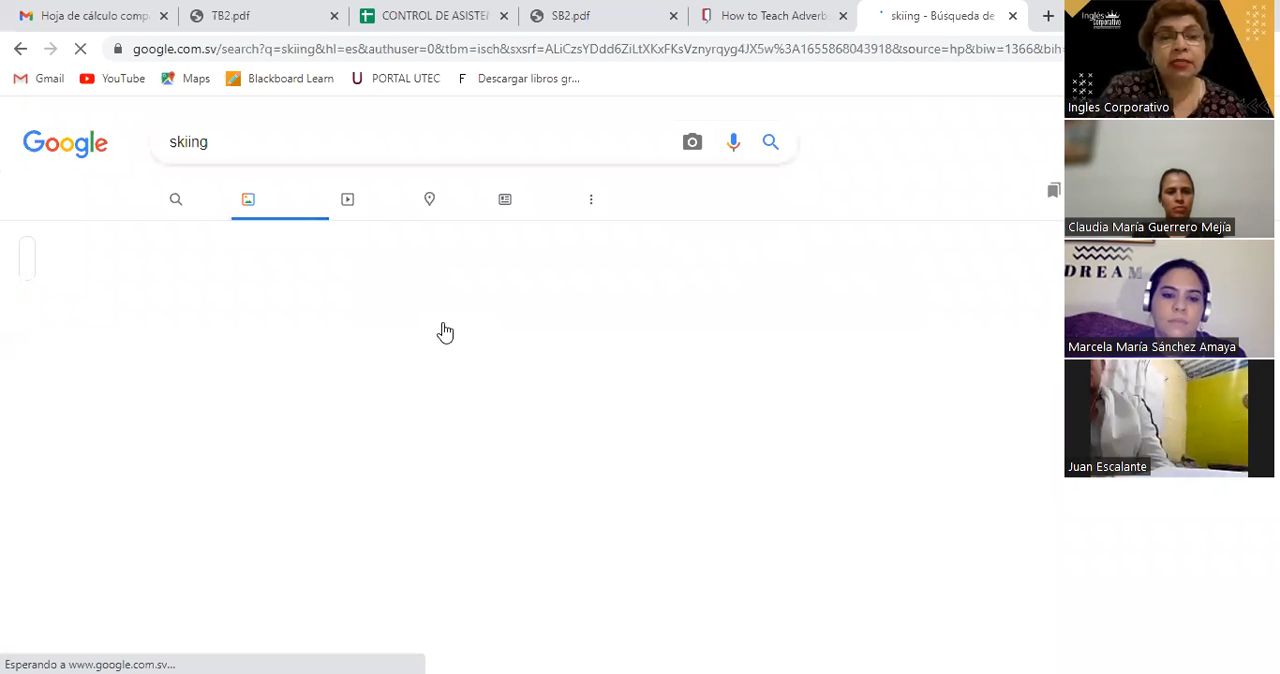 Hoja de cálculo comp
TB2.pdf
CONTROL DE ASISTE
SB2.pdf
How to Teach Adverb
skiing - Búsqueda de
google.com.sv/search?q=skiing&hl=es&authuser=0&tbm=isch&sxsrf=ALiCzsYDdd6ZiLtXKxFKsVznyrqyg4JX5w%3A1655868043918&source=hp&biw=1366&bih=
Gmail
YouTube
Maps
Blackboard Learn
PORTAL UTEC
Descargar libros gr...
Google
skiing
Esperando a www.google.com.sv...
Inglés
Corporativo
Ingles Corporativo
Claudia María Guerrero Mejía
DREAM
Marcela María Sánchez Amaya
Juan Escalante